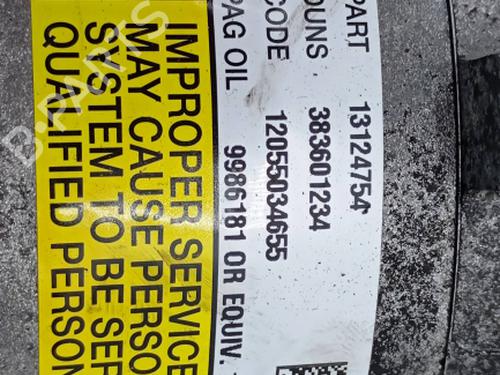 PART 13124754
DUNS 383601234
CODE 12055034655
PAG OIL 9986181 OR EQUIV.
IMPROPER SERVICE
MAY CAUSE PERSO
SYSTEM TO BE SER
QUALIFIED PERSON
B-PARTS